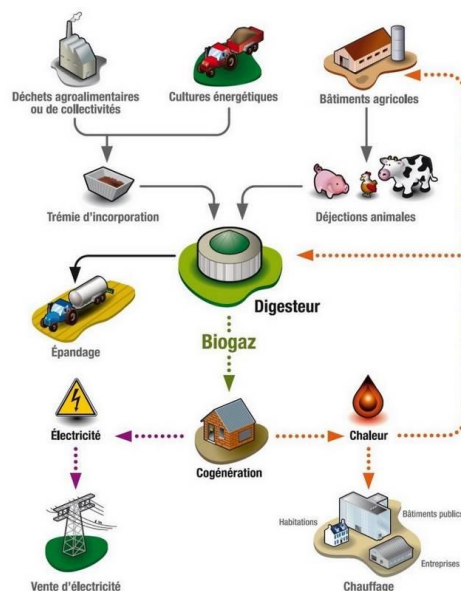 Déchets agroalimentaires
ou de collectivités
Cultures énergétiques
Bâtiments agricoles
Trémie d'incorporation
Déjections animales
Digesteur
Épandage
Biogaz
Électricité
Cogénération
Chaleur
Habitations
Bâtiments publics
Entreprises
Vente d'électricité
Chauffage